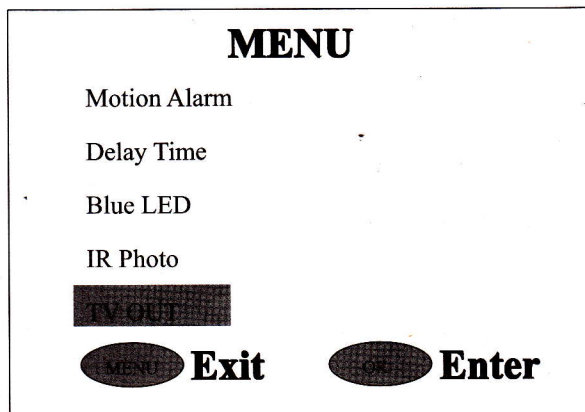 MENU
Motion Alarm
Delay Time
Blue LED
IR Photo
TV OUT
MENU Exit OK Enter